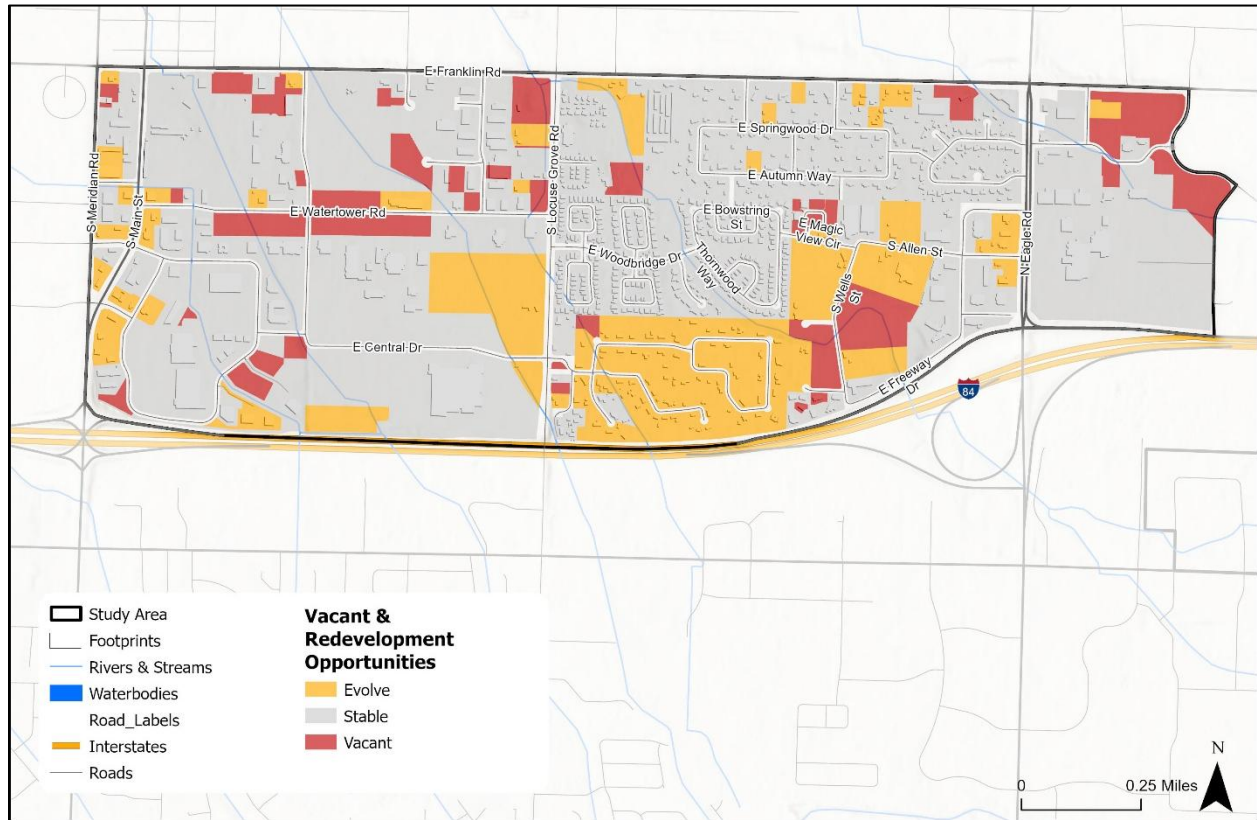 E Franklin Rd
E Springwood Dr
S Meridian Rd
S Main St
S Locuse Grove Rd
E Autumn Way
E Watertower Rd
E Bowstring
St
E Magic
View Cir
N Eagle Rd
E Woodbridge Dr
Thornwood
Way
S Allen St
S Wells
St
E Central Dr
E Freeway
Dr
84
Study Area
Footprints
Rivers & Streams
Waterbodies
Road_Labels
Interstates
Roads
Vacant &
Redevelopment
Opportunities
Evolve
Stable
Vacant
N
0
0.25 Miles